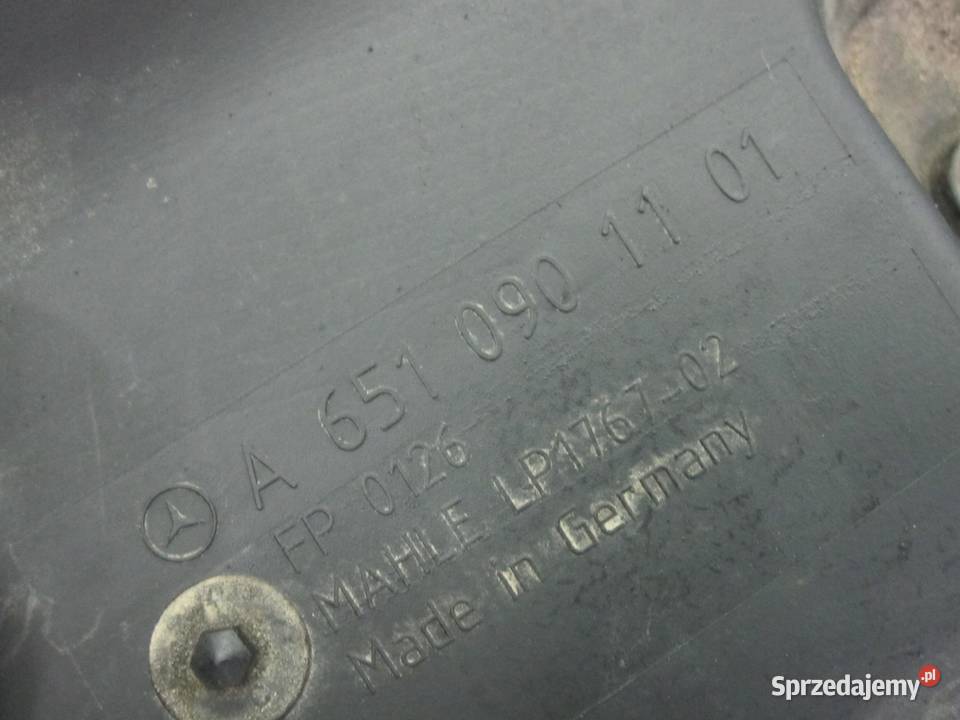 A 651 090 11 01
FP 0126
MAHLE LP1767-02
Made in Germany
Sprzedajemy.pl